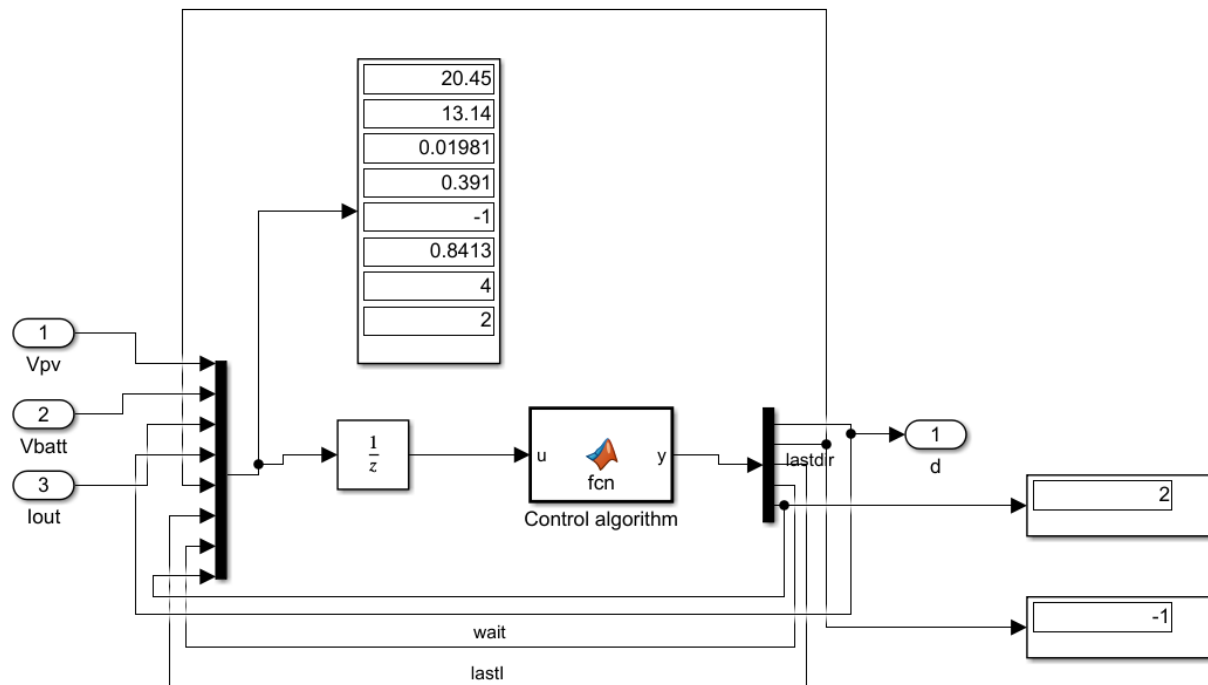 20.45
13.14
0.01981
0.391
-1
0.8413
4
2
1
Vpv
2
Vbatt
3
Iout
1
z
u
fcn
y
Control algorithm
lastdir
1
d
2
-1
wait
lastI